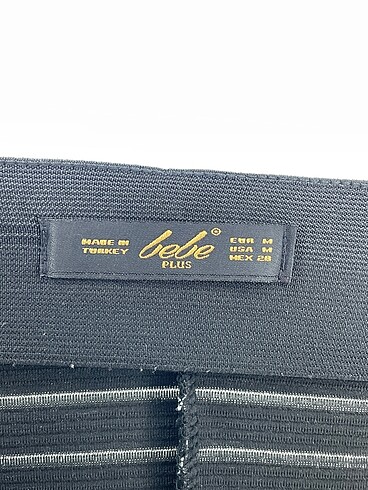 MADE IN
TURKEY
bebe®
PLUS
EUR M
USA M
MEX 28